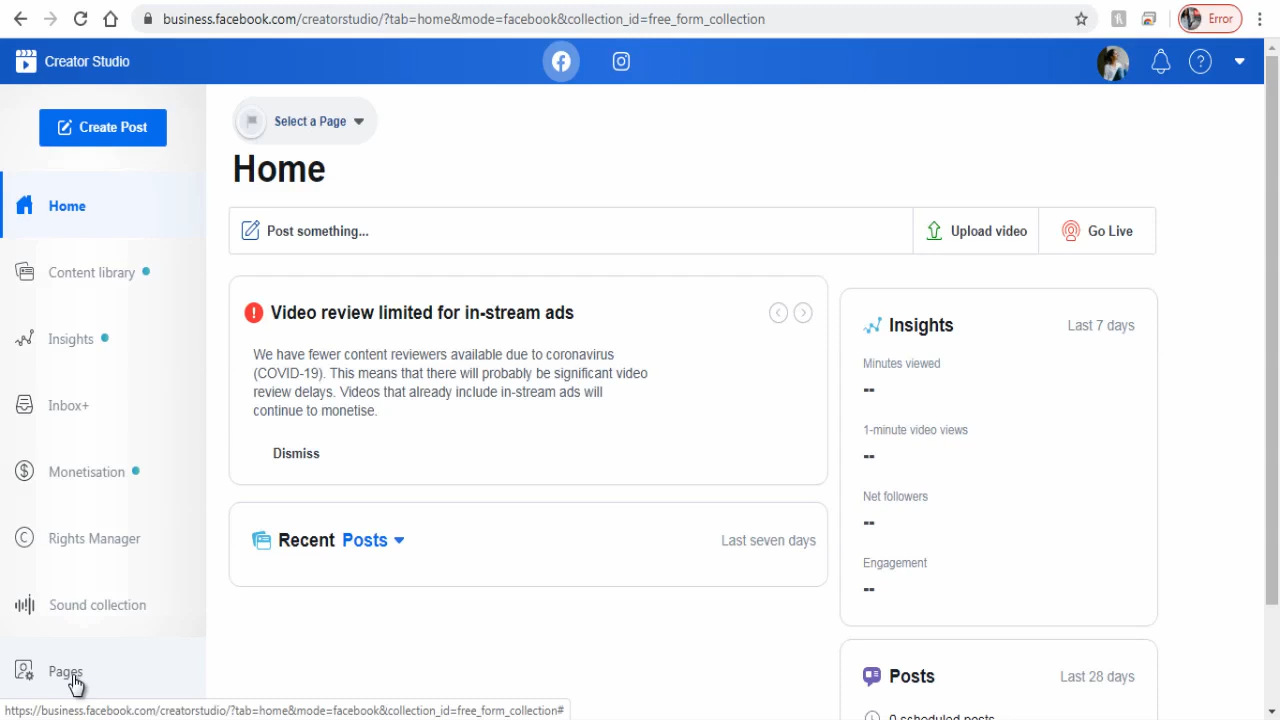 business.facebook.com/creatorstudio/?tab=home&mode=facebook&collection_id=free_form_collection
Error
Creator Studio
Create Post
Select a Page
Home
Home
Post something...
Upload video
Go Live
Content library
Insights
Inbox+
Monetisation
Rights Manager
Sound collection
Pages
Video review limited for in-stream ads
We have fewer content reviewers available due to coronavirus
(COVID-19). This means that there will probably be significant video
review delays. Videos that already include in-stream ads will
continue to monetise.
Dismiss
Recent Posts
Last seven days
Insights
Last 7 days
Minutes viewed
--
1-minute video views
--
Net followers
--
Engagement
--
Posts
Last 28 days
0 scheduled posts
https://business.facebook.com/creatorstudio/?tab=home&mode=facebook&collection_id=free_form_collection#